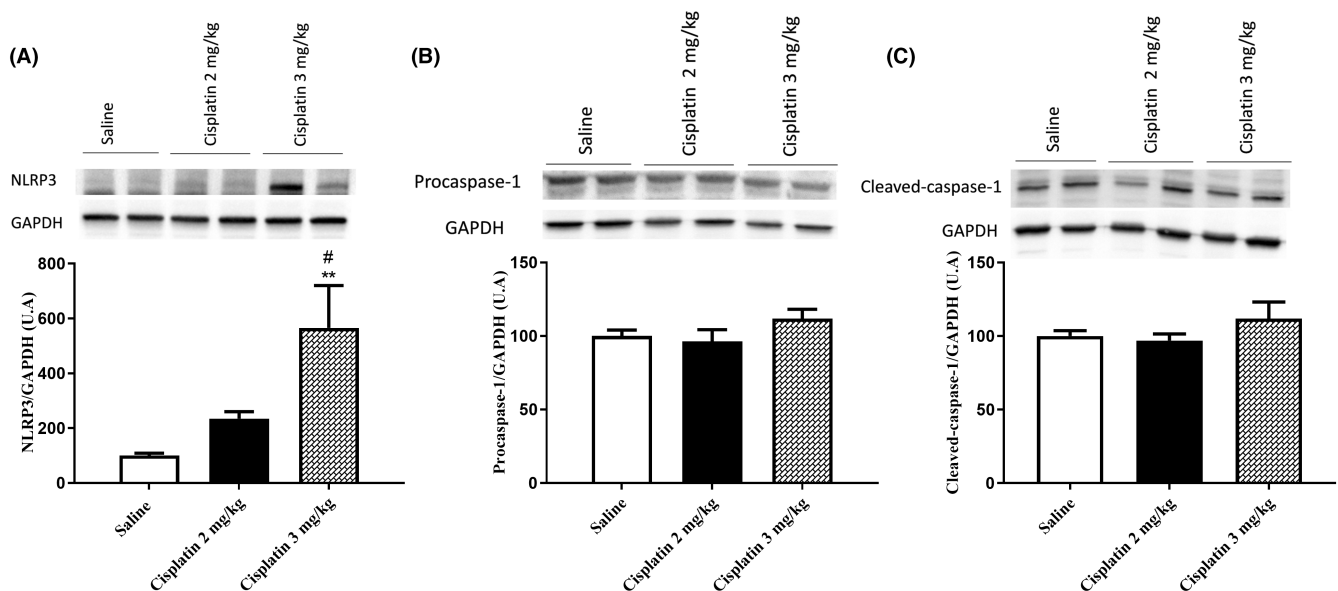 (A)
Saline
Cisplatin 2 mg/kg
Cisplatin 3 mg/kg
NLRP3
GAPDH
NLRP3/GAPDH (U.A)
800
600
400
200
0
#
**
Saline
Cisplatin 2 mg/kg
Cisplatin 3 mg/kg
(B)
Saline
Cisplatin 2 mg/kg
Cisplatin 3 mg/kg
Procaspase-1
GAPDH
Procaspase-1/GAPDH (U.A)
150
100
50
0
Saline
Cisplatin 2 mg/kg
Cisplatin 3 mg/kg
(C)
Saline
Cisplatin 2 mg/kg
Cisplatin 3 mg/kg
Cleaved-caspase-1
GAPDH
Cleaved-caspase-1/GAPDH (U.A)
150
100
50
0
Saline
Cisplatin 2 mg/kg
Cisplatin 3 mg/kg